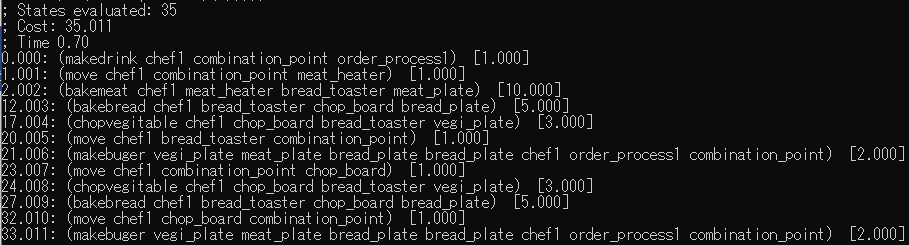 ; States evaluated: 35
; Cost: 35.011
; Time 0.70
0.000: (makedrink chef1 combination_point order_process1)  [1.000]
1.001: (move chef1 combination_point meat_heater)  [1.000]
2.002: (bakemeat chef1 meat_heater bread_toaster meat_plate)  [10.000]
12.003: (bakebread chef1 bread_toaster chop_board bread_plate)  [5.000]
17.004: (chopvegitable chef1 chop_board bread_toaster vegi_plate)  [3.000]
20.005: (move chef1 bread_toaster combination_point)  [1.000]
21.006: (makebuger vegi_plate meat_plate bread_plate bread_plate chef1 order_process1 combination_point)  [2.000]
23.007: (move chef1 combination_point chop_board)  [1.000]
24.008: (chopvegitable chef1 chop_board bread_toaster vegi_plate)  [3.000]
27.009: (bakebread chef1 bread_toaster chop_board bread_plate)  [5.000]
32.010: (move chef1 chop_board combination_point)  [1.000]
33.011: (makebuger vegi_plate meat_plate bread_plate bread_plate chef1 order_process1 combination_point)  [2.000]